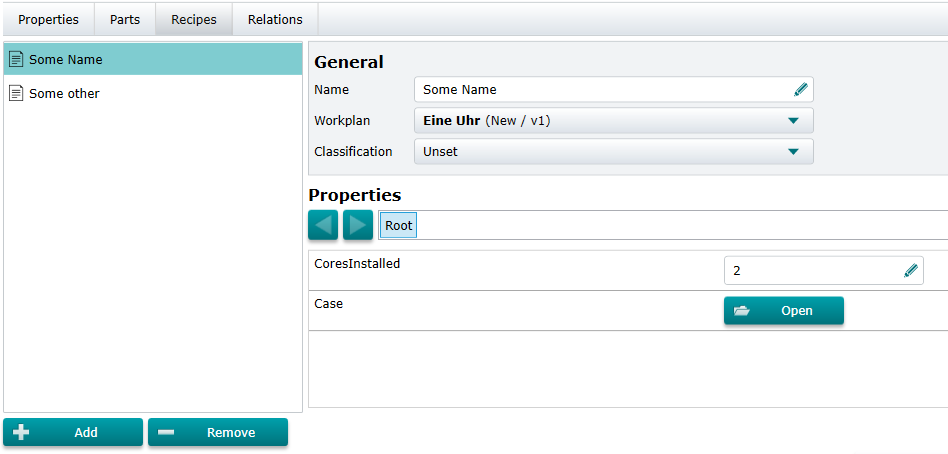 Properties Parts Recipes Relations
Some Name
Some other
Add Remove
General
Name Some Name
Workplan Eine Uhr (New / v1)
Classification Unset
Properties
Root
CoresInstalled 2
Case Open